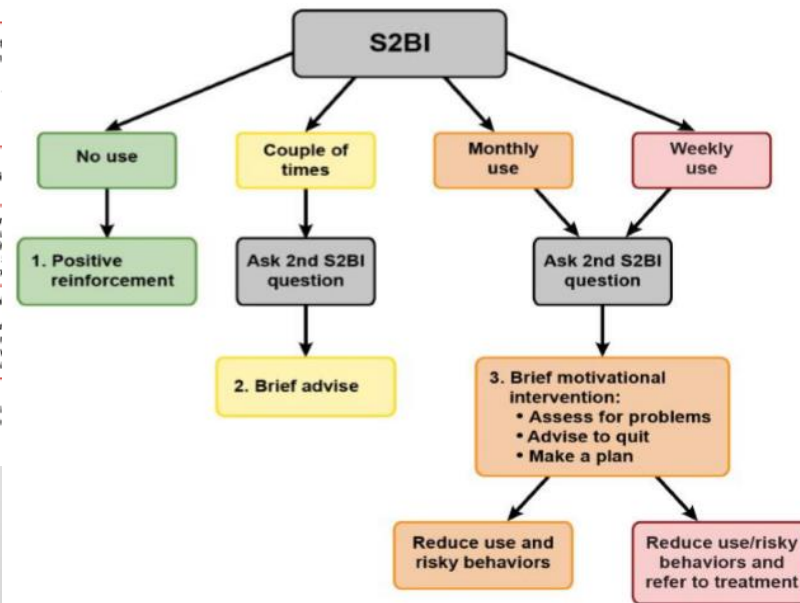 S2BI
No use
Couple of
times
Monthly
use
Weekly
use
1. Positive
reinforcement
Ask 2nd S2BI
question
Ask 2nd S2BI
question
2. Brief advise
3. Brief motivational
intervention:
• Assess for problems
• Advise to quit
• Make a plan
Reduce use and
risky behaviors
Reduce use/risky
behaviors and
refer to treatment